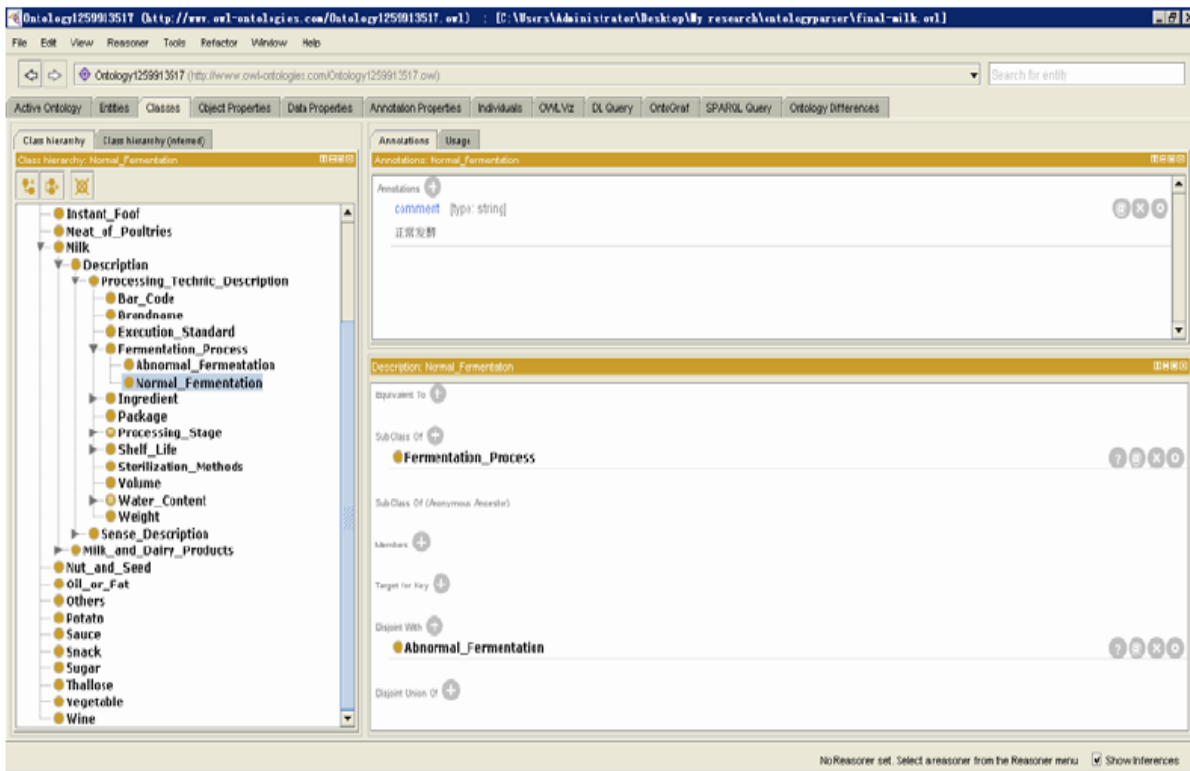 Ontology1259913517 (http://www.owl-ontologies.com/Ontology1259913517.owl) : [C:\Users\Administrator\Desktop\My research\ontologyparser\final-milk.owl]
File Edit View Reasoner Tools Refactor Window Help
Ontology1259913517 (http://www.owl-ontologies.com/Ontology1259913517.owl)
Search for entity
Active Ontology Entities Classes Object Properties Data Properties Annotation Properties Individuals OWLViz DL Query OntoGraf SPARQL Query Ontology Differences
Class hierarchy Class hierarchy (inferred)
Class hierarchy: Normal_Fermentation
Instant_Foof
Neat_of_Poultries
Milk
Description
Processing_Technic_Description
Bar_Code
Brandname
Execution_Standard
Fermentation_Process
Abnormal_Fermentation
Normal_Fermentation
Ingredient
Package
Processing_Stage
Shelf_Life
Sterilization_Methods
Volume
Water_Content
Weight
Sense_Description
Milk_and_Dairy_Products
Nut_and_Seed
Oil_or_Fat
Others
Potato
Sauce
Snack
Sugar
Thallose
Vegetable
Wine
Annotations Usage
Annotations: Normal_Fermentation
Annotations
comment [type: string]
正常发酵
Description: Normal_Fermentation
Equivalent To
SubClass Of
Fermentation_Process
SubClass Of (Anonymous Ancestor)
Members
Target for Key
Disjoint With
Abnormal_Fermentation
Disjoint Union Of
No Reasoner set. Select a reasoner from the Reasoner menu Show Inferences